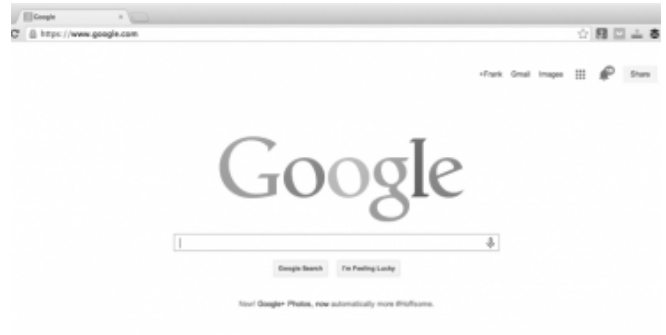 Google
https://www.google.com
+Frank Gmail Images Share
Google
Google Search I'm Feeling Lucky
New! Google+ Photos, now automatically more #Hoffsome.